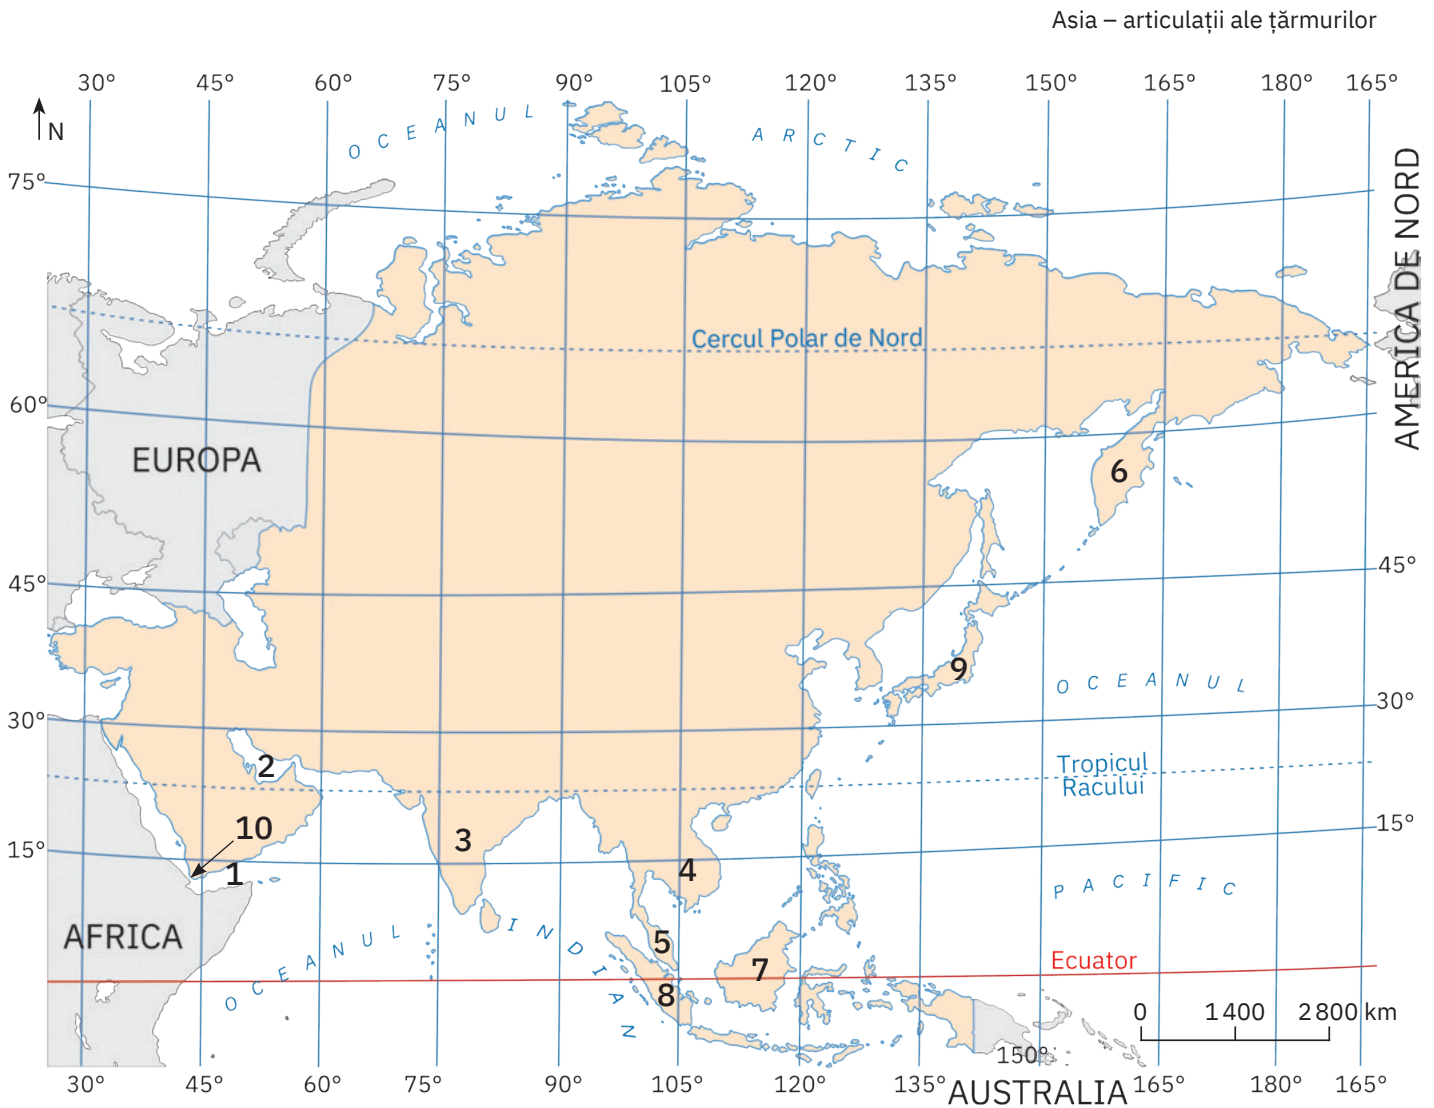 Asia – articulații ale țărmurilor
30° 45° 60° 75° 90° 105° 120° 135° 150° 165° 180° 165°
N
OCEANUL ARCTIC
75°
AMERICA DE NORD
Cercul Polar de Nord
60°
EUROPA
6
45° 45°
9
OCEANUL
30° 30°
2
Tropicul
Racului
10
3
15° 15°
4
1
PACIFIC
AFRICA
OCEANUL INDIAN
5
Ecuator
7
8
0 1400 2800 km
150°
30° 45° 60° 75° 90° 105° 120° 135° 165° 180° 165°
AUSTRALIA